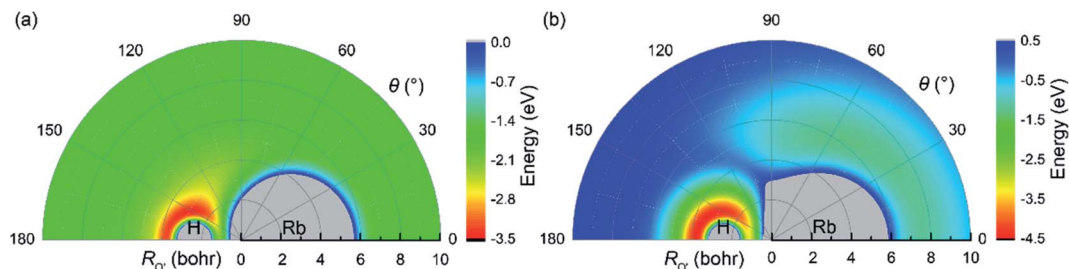 (a)
90
120
60
θ (°)
150
30
180
H
Rb
0
R_O' (bohr)
0 2 4 6 8 10
0.0
-0.7
-1.4
-2.1
-2.8
-3.5
Energy (eV)
(b)
90
120
60
θ (°)
150
30
180
H
Rb
0
R_O' (bohr)
0 2 4 6 8 10
0.5
-0.5
-1.5
-2.5
-3.5
-4.5
Energy (eV)